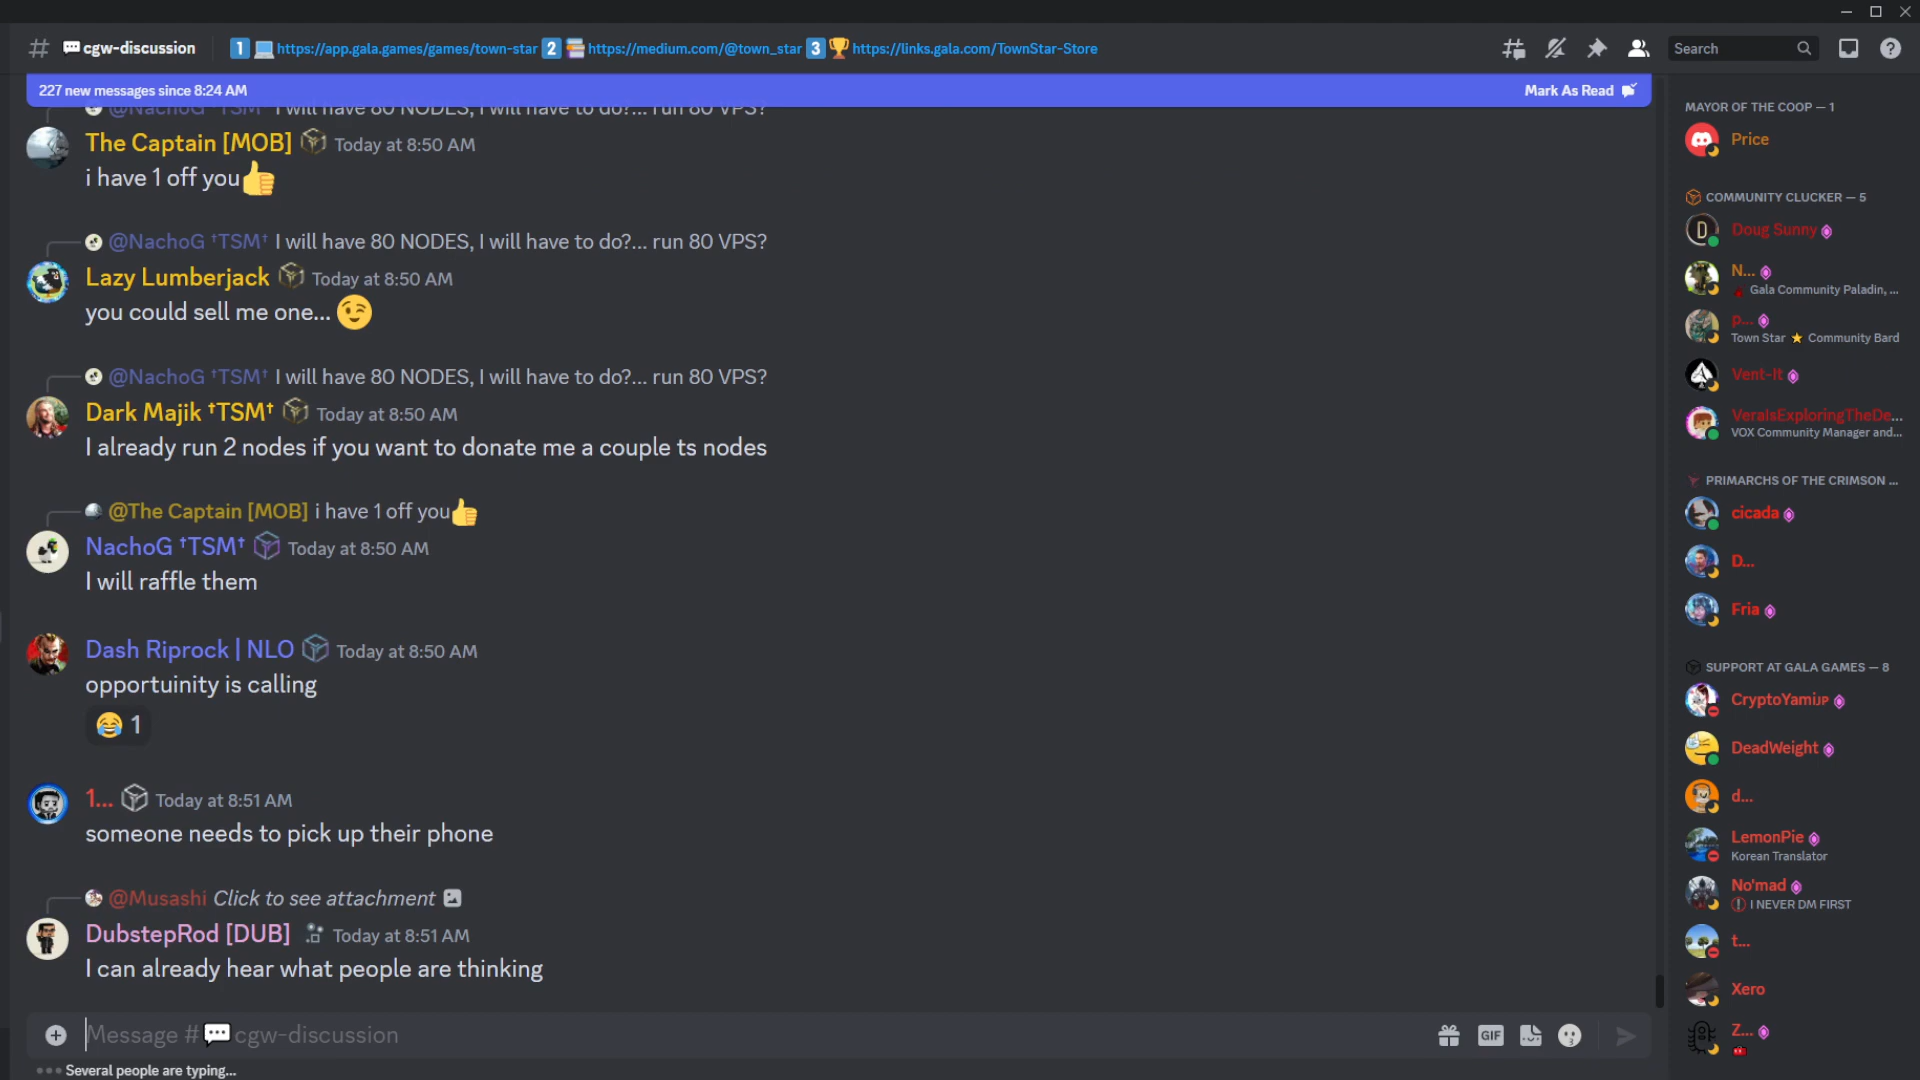 cgw-discussion
1 https://app.gala.games/games/town-star 2 https://medium.com/@town_star 3 https://links.gala.com/TownStar-Store
Search
227 new messages since 8:24 AM
Mark As Read
@NachoG †TSM† I will have 80 NODES, I will have to do?... run 80 VPS?
The Captain [MOB] Today at 8:50 AM
i have 1 off you👍
@NachoG †TSM† I will have 80 NODES, I will have to do?... run 80 VPS?
Lazy Lumberjack Today at 8:50 AM
you could sell me one... 😉
@NachoG †TSM† I will have 80 NODES, I will have to do?... run 80 VPS?
Dark Majik †TSM† Today at 8:50 AM
I already run 2 nodes if you want to donate me a couple ts nodes
@The Captain [MOB] i have 1 off you👍
NachoG †TSM† Today at 8:50 AM
I will raffle them
Dash Riprock | NLO Today at 8:50 AM
opportuinity is calling
😂 1
1... Today at 8:51 AM
someone needs to pick up their phone
@Musashi Click to see attachment
DubstepRod [DUB] Today at 8:51 AM
I can already hear what people are thinking
Message #💬cgw-discussion
GIF
Several people are typing...
MAYOR OF THE COOP — 1
Price
COMMUNITY CLUCKER — 5
Doug Sunny
N...
Gala Community Paladin, ...
p...
Town Star ⭐ Community Bard
Vent-It
VeraIsExploringTheDe...
VOX Community Manager and...
PRIMARCHS OF THE CRIMSON ...
cicada
D...
Fria
SUPPORT AT GALA GAMES — 8
CryptoYamiJP
DeadWeight
d...
LemonPie
Korean Translator
No'mad
I NEVER DM FIRST
t...
Xero
Z...